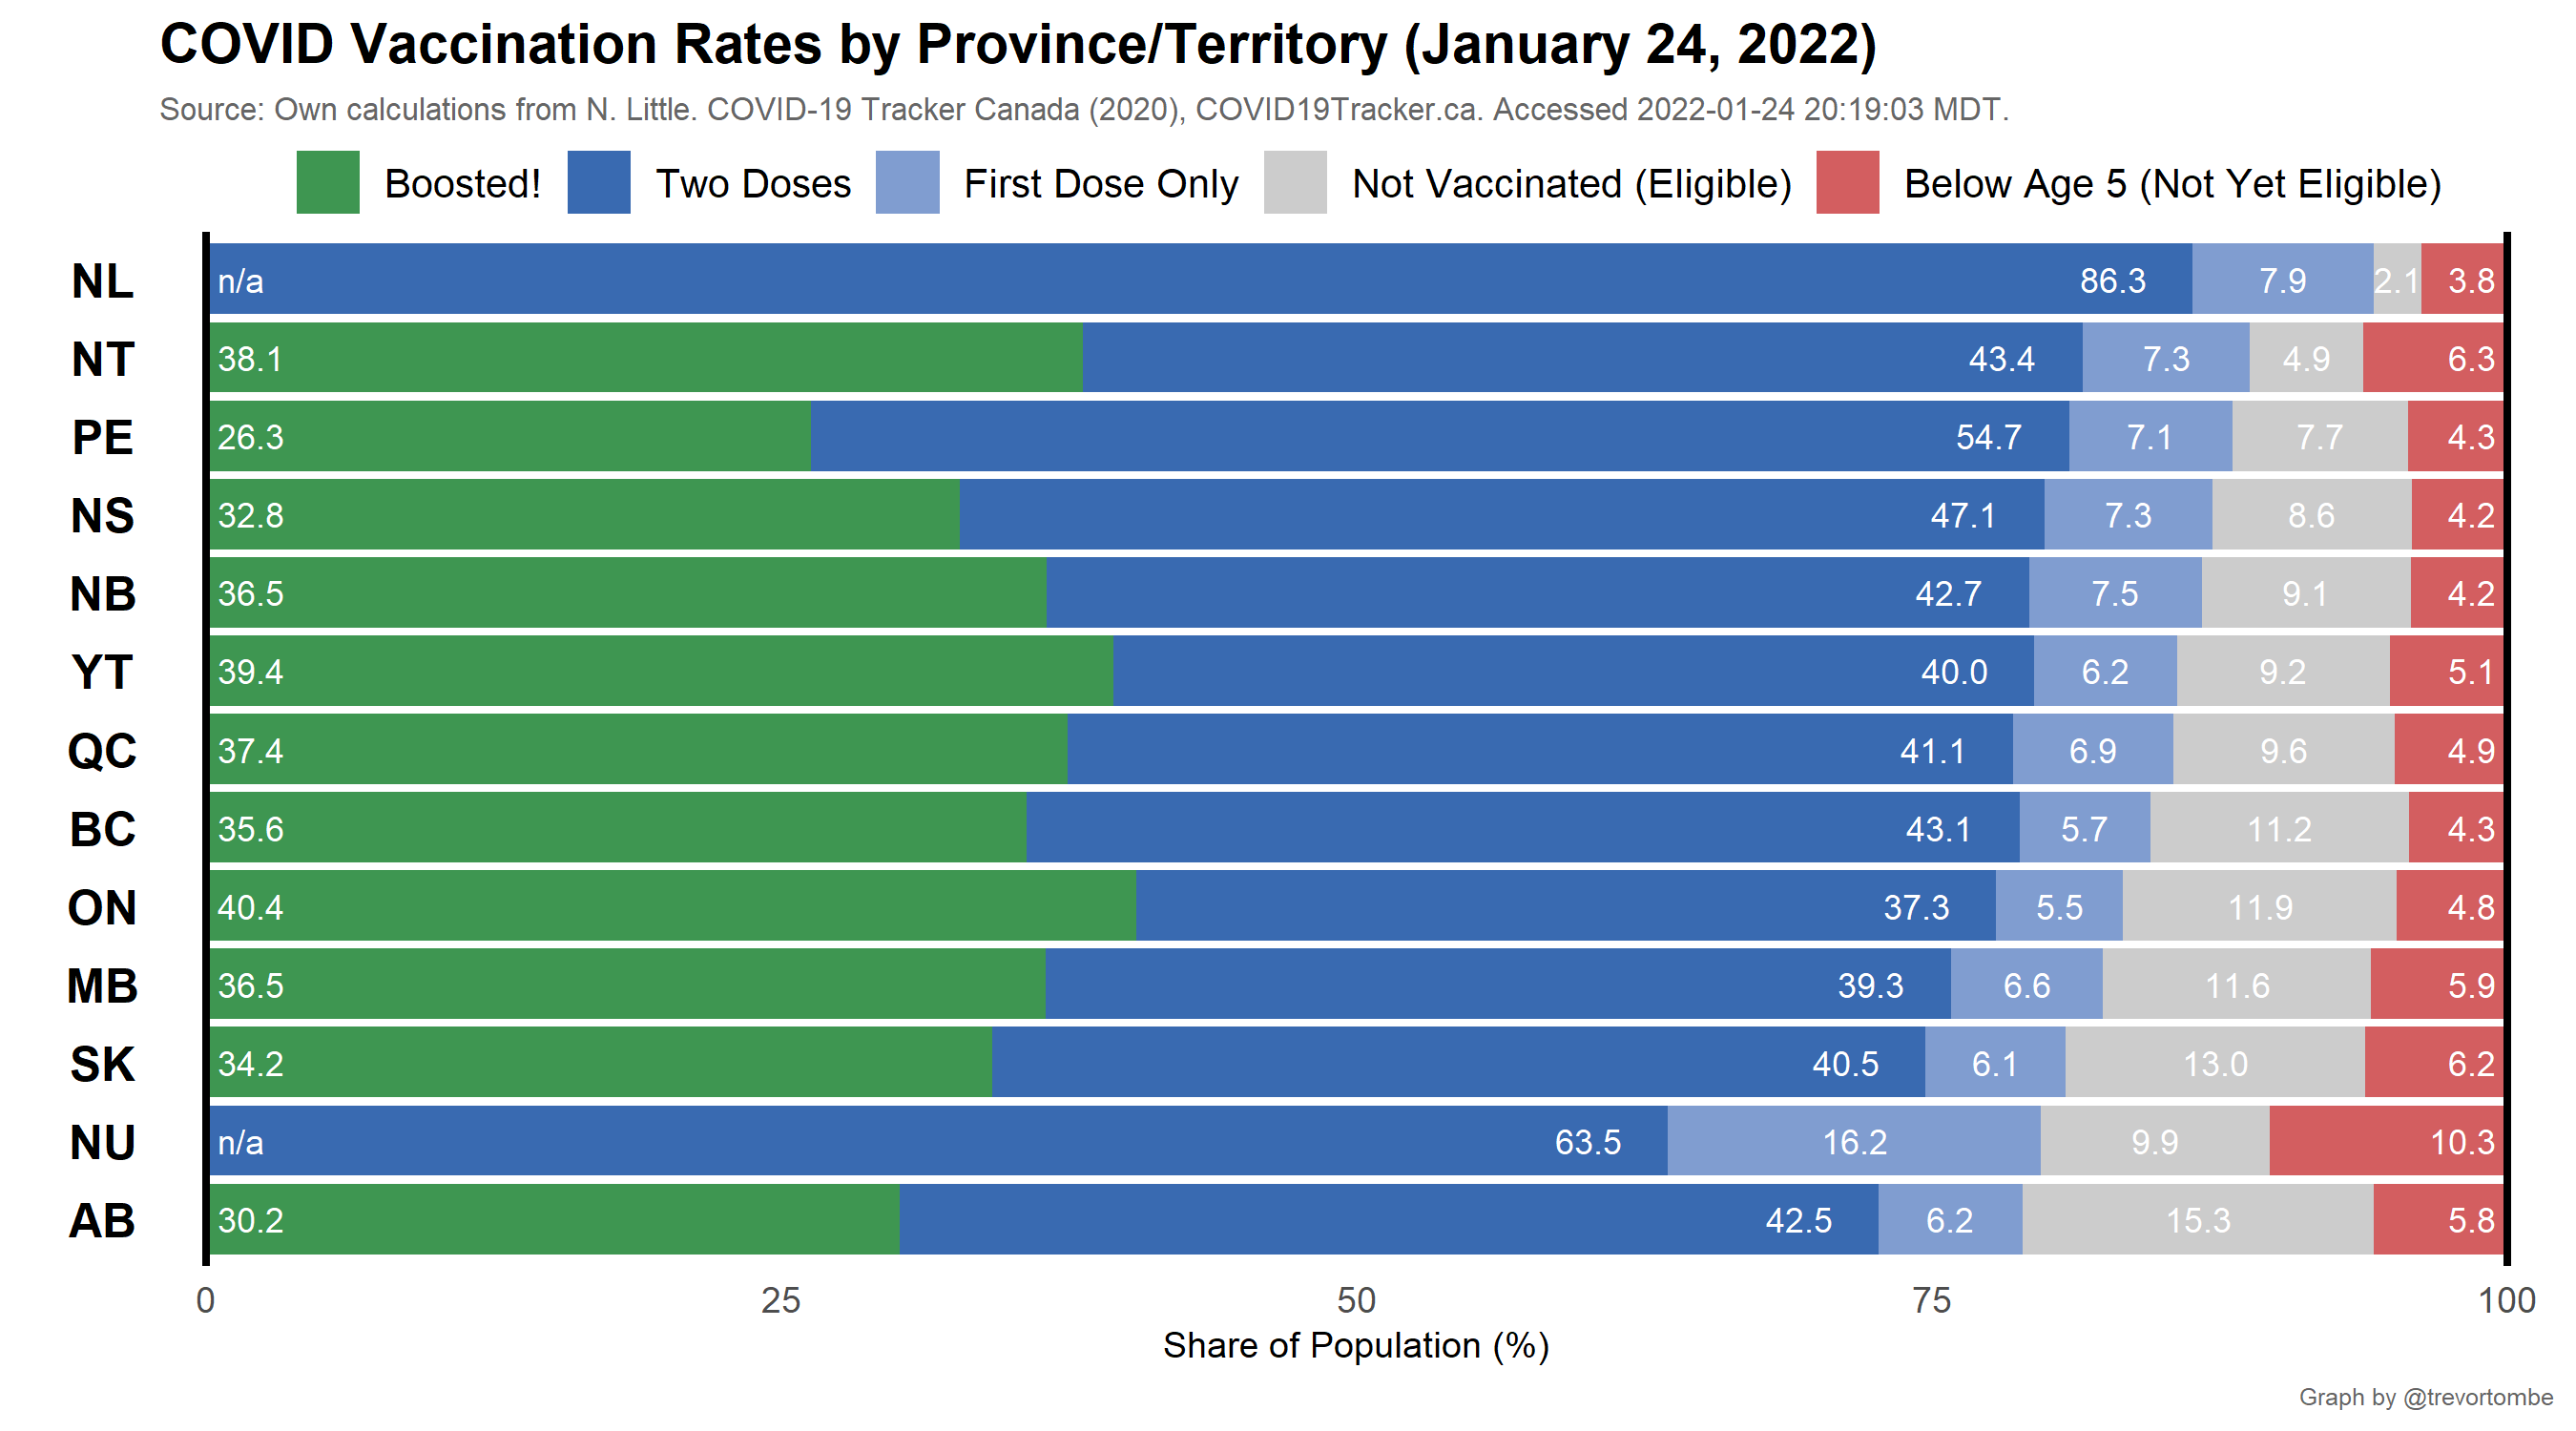 COVID Vaccination Rates by Province/Territory (January 24, 2022)
Source: Own calculations from N. Little. COVID-19 Tracker Canada (2020), COVID19Tracker.ca. Accessed 2022-01-24 20:19:03 MDT.
Boosted! Two Doses First Dose Only Not Vaccinated (Eligible) Below Age 5 (Not Yet Eligible)
NL n/a 86.3 7.9 2.1 3.8
NT 38.1 43.4 7.3 4.9 6.3
PE 26.3 54.7 7.1 7.7 4.3
NS 32.8 47.1 7.3 8.6 4.2
NB 36.5 42.7 7.5 9.1 4.2
YT 39.4 40.0 6.2 9.2 5.1
QC 37.4 41.1 6.9 9.6 4.9
BC 35.6 43.1 5.7 11.2 4.3
ON 40.4 37.3 5.5 11.9 4.8
MB 36.5 39.3 6.6 11.6 5.9
SK 34.2 40.5 6.1 13.0 6.2
NU n/a 63.5 16.2 9.9 10.3
AB 30.2 42.5 6.2 15.3 5.8
0 25 50 75 100
Share of Population (%)
Graph by @trevortombe